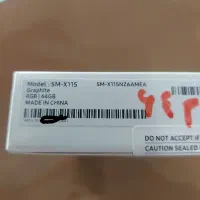 Model : SM-X115 SM-X115NZAAMEA
Graphite
4GB | 64GB
MADE IN CHINA
DO NOT ACCEPT IF
CAUTION SEALED